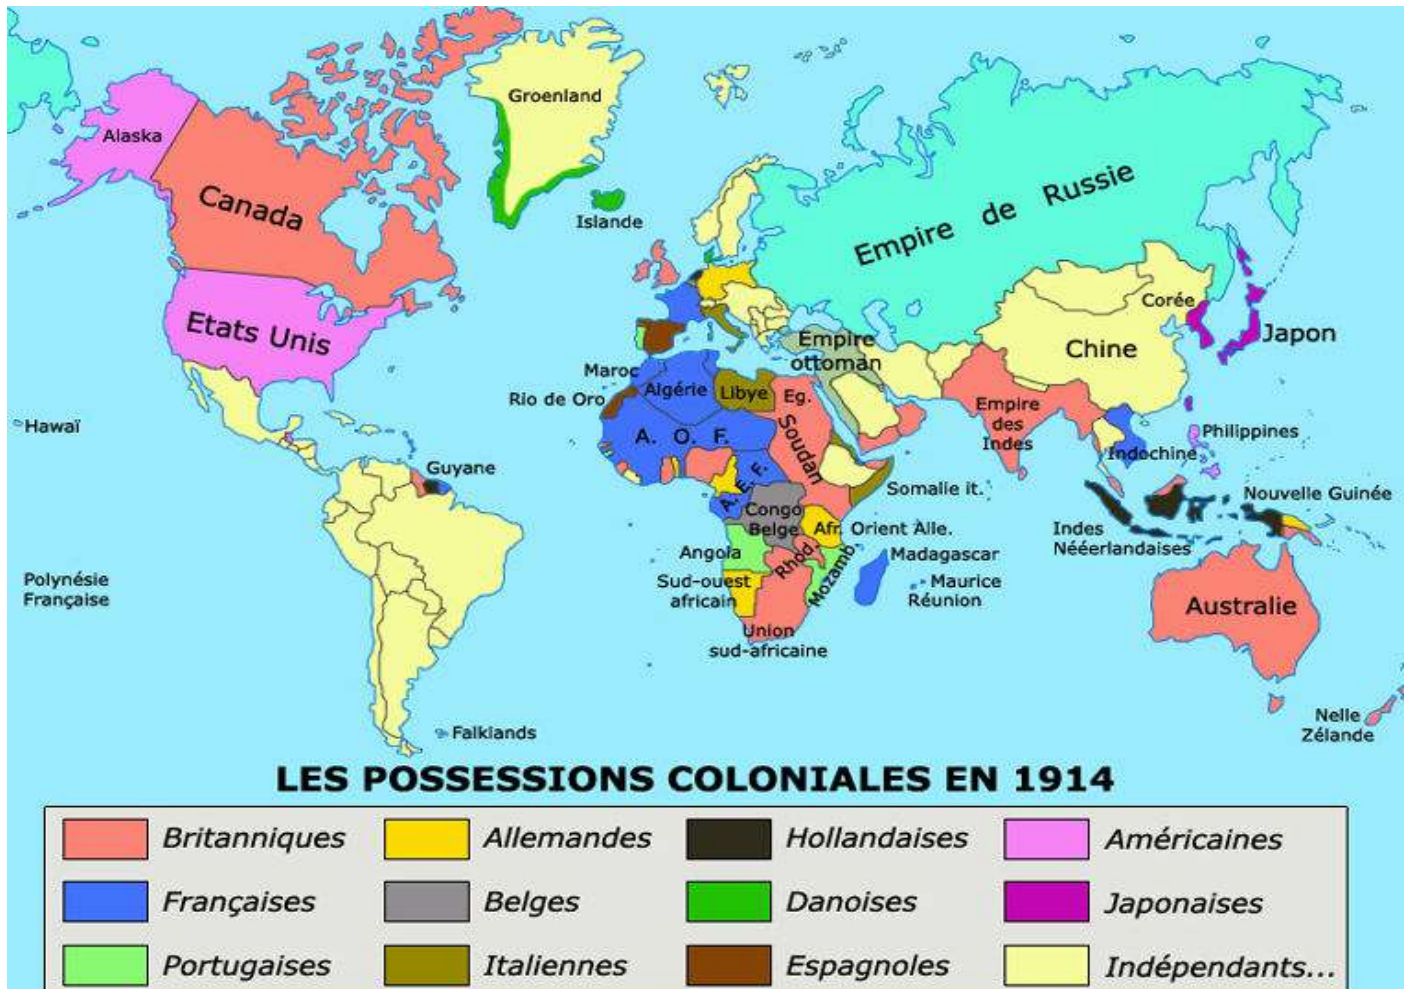 Groenland
Alaska
Canada
Islande
Empire de Russie
Etats Unis
Corée
Japon
Chine
Empire
ottoman
Maroc
Algérie
Libye
Eg.
Rio de Oro
Hawaï
A. O. F.
Soudan
Empire
des
Indes
Philippines
Indochine
Guyane
A. E. F.
Somalie it.
Nouvelle Guinée
Congo
Belge
Afr. Orient Alle.
Indes
Nééerlandaises
Angola
Rhod.
Mozamb.
Madagascar
Polynésie
Française
Sud-ouest
africain
Maurice
Réunion
Australie
Union
sud-africaine
Falklands
Nelle
Zélande
LES POSSESSIONS COLONIALES EN 1914
Britanniques
Allemandes
Hollandaises
Américaines
Françaises
Belges
Danoises
Japonaises
Portugaises
Italiennes
Espagnoles
Indépendants...